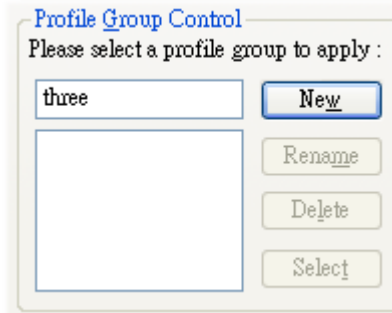 Profile Group Control
Please select a profile group to apply :
three
New
Rename
Delete
Select